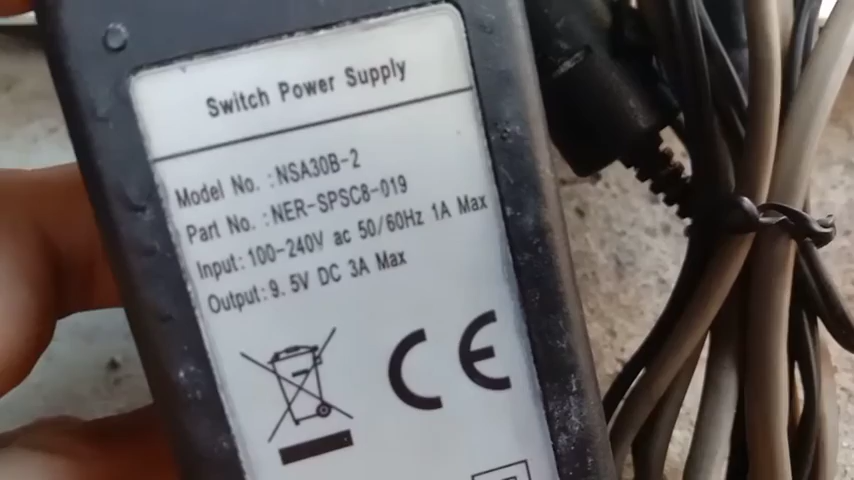 Switch Power Supply
Model No. :NSA30B-2
Part No. :NER-SPSC8-019
Input:100-240V ac 50/60Hz 1A Max
Output:9.5V DC 3A Max
CE